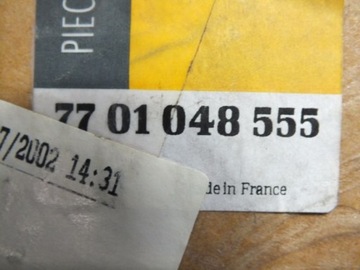 PIEC
77 01 048 555
7/2002 14:31
de in France